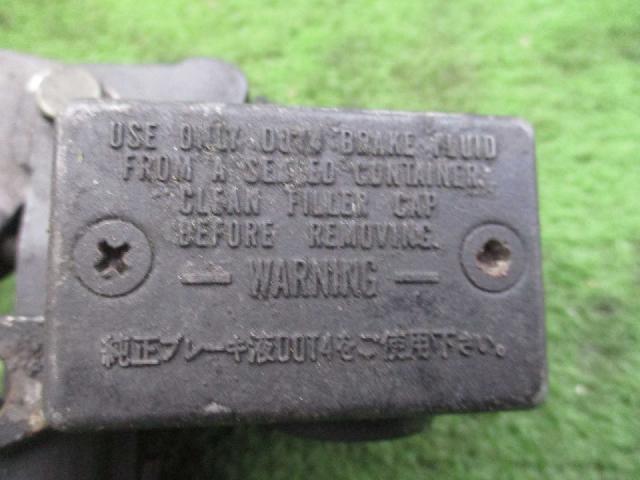 USE ONLY DOT4 BRAKE FLUID
FROM A SEALED CONTAINER.
CLEAN FILLER CAP
BEFORE REMOVING.
— WARNING —
純正ブレーキ液DOT4をご使用下さい。